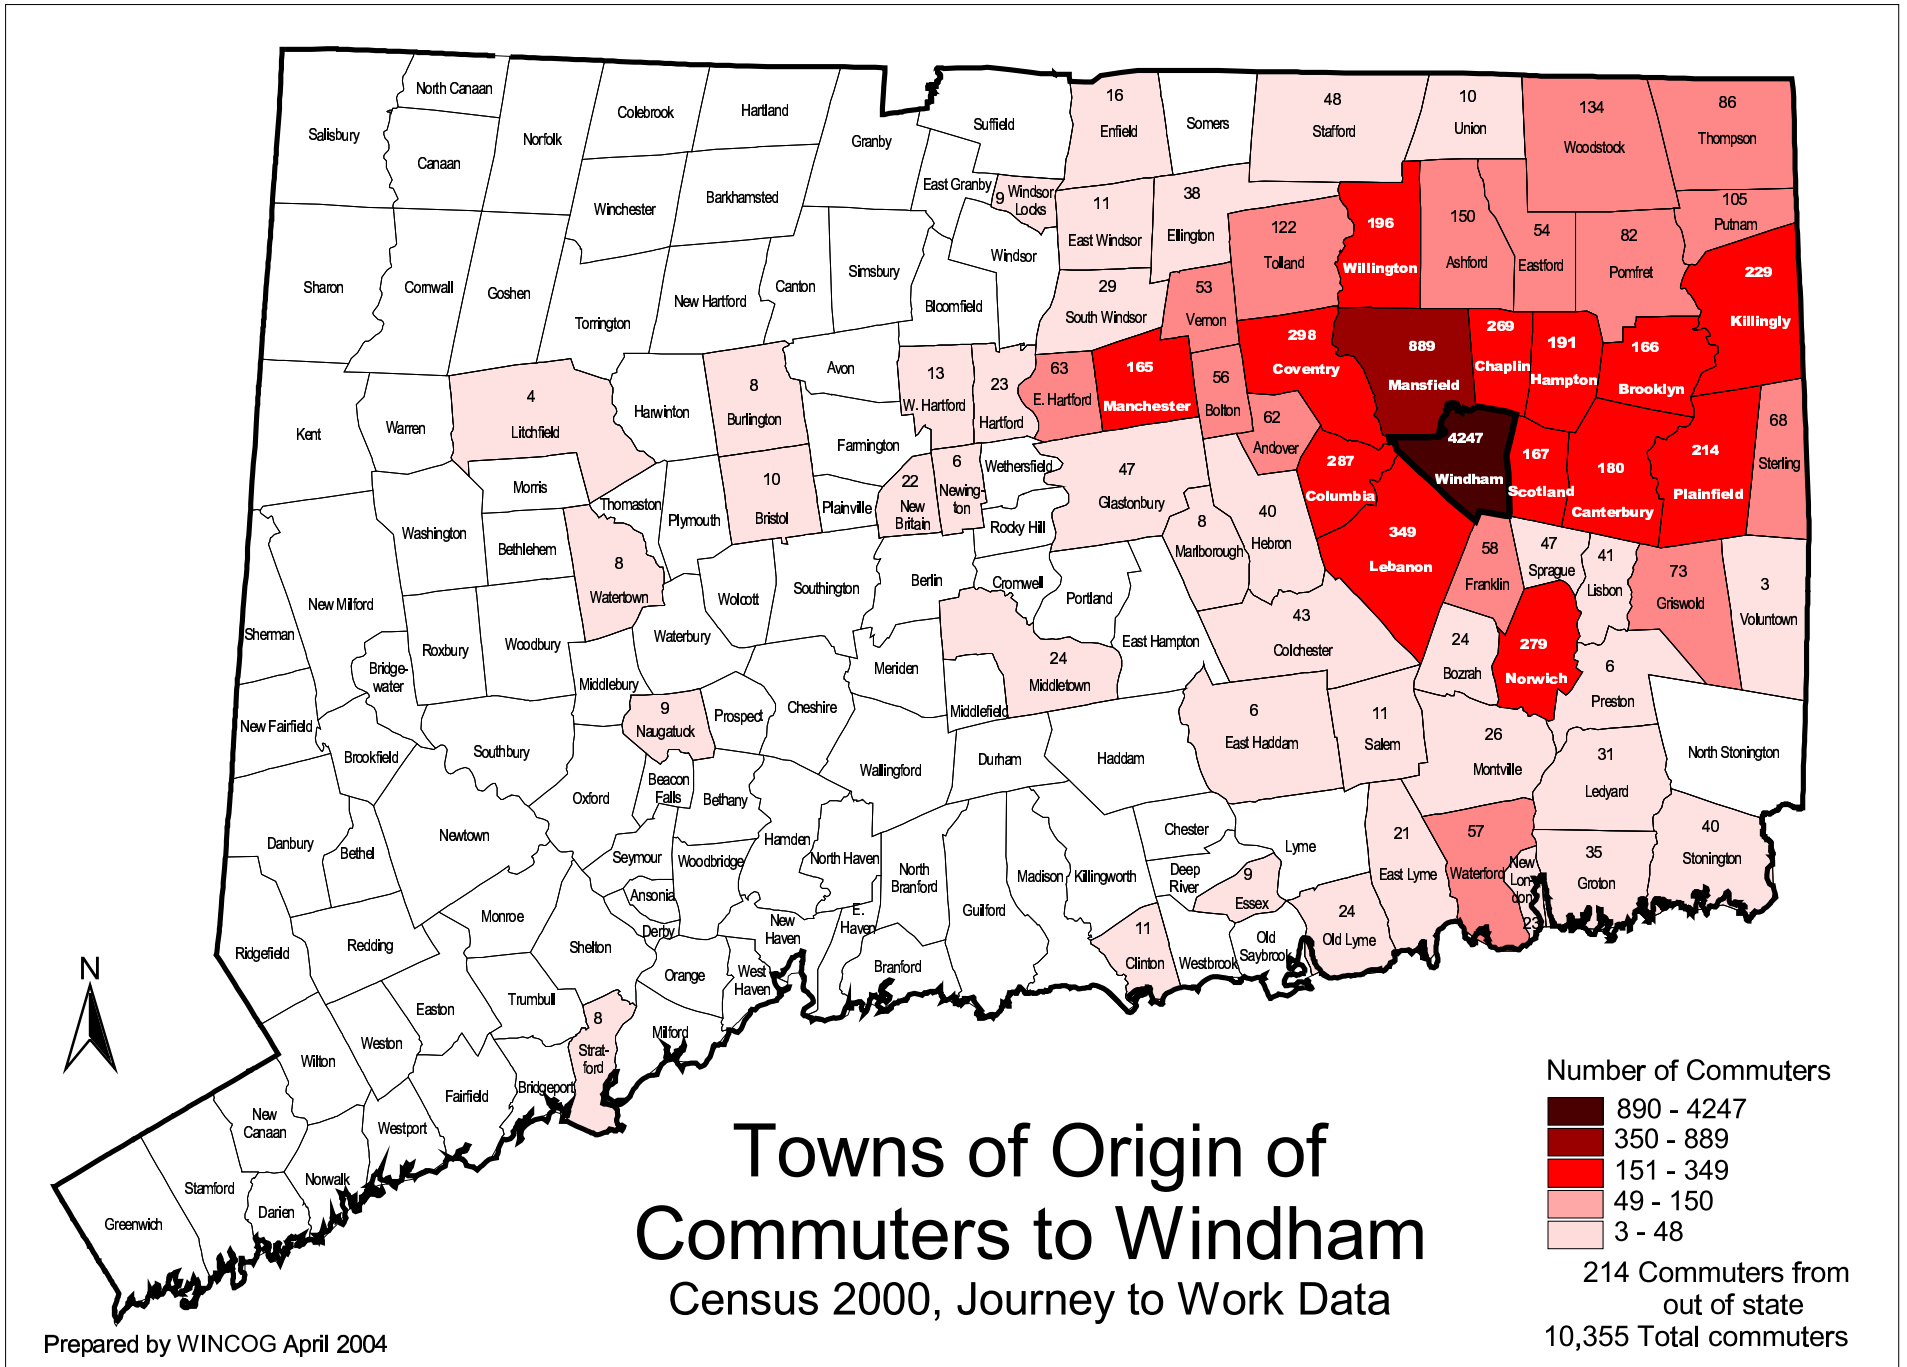 North Canaan
Colebrook
Hartland
Salisbury
Canaan
Norfolk
Granby
Suffield
16
Enfield
Somers
48
Stafford
10
Union
134
Woodstock
86
Thompson
Winchester
Barkhamsted
East Granby
9
Windsor
Locks
11
East Windsor
38
Ellington
122
Tolland
196
Willington
150
Ashford
54
Eastford
82
Pomfret
105
Putnam
229
Killingly
Sharon
Cornwall
Goshen
Torrington
New Hartford
Canton
Simsbury
Bloomfield
Windsor
29
South Windsor
53
Vernon
298
Coventry
889
Mansfield
269
Chaplin
191
Hampton
166
Brooklyn
Kent
Warren
4
Litchfield
Harwinton
8
Burlington
Avon
Farmington
13
W. Hartford
23
Hartford
63
E. Hartford
165
Manchester
56
Bolton
62
Andover
287
Columbia
4247
Windham
167
Scotland
180
Canterbury
214
Plainfield
68
Sterling
Morris
Thomaston
Plymouth
10
Bristol
Plainville
22
New
Britain
6
Newing-
ton
Wethersfield
Rocky Hill
47
Glastonbury
8
Marlborough
40
Hebron
349
Lebanon
58
Franklin
47
Sprague
41
Lisbon
73
Griswold
3
Voluntown
Washington
Bethlehem
8
Watertown
New Milford
Wolcott
Southington
Berlin
Cromwell
Portland
East Hampton
43
Colchester
24
Bozrah
279
Norwich
6
Preston
Sherman
Bridge-
water
Roxbury
Woodbury
Waterbury
Middlebury
Meriden
24
Middletown
Middlefield
New Fairfield
Brookfield
Southbury
9
Naugatuck
Prospect
Cheshire
Wallingford
Durham
Haddam
6
East Haddam
11
Salem
26
Montville
31
Ledyard
North Stonington
Oxford
Beacon
Falls
Bethany
Danbury
Bethel
Newtown
Seymour
Woodbridge
Hamden
North Haven
North
Branford
Guilford
Madison
Killingworth
Chester
Deep
River
9
Essex
Lyme
21
East Lyme
57
Waterford
New
Lon-
don
23
35
Groton
40
Stonington
Ansonia
Derby
Monroe
Shelton
Ridgefield
Redding
New
Haven
E.
Haven
Branford
11
Clinton
Westbrook
Old
Saybrook
24
Old Lyme
Orange
West
Haven
Easton
Trumbull
8
Strat-
ford
Milford
Wilton
Weston
Fairfield
Bridgeport
New
Canaan
Westport
Norwalk
Stamford
Darien
Greenwich
N
Towns of Origin of
Commuters to Windham
Census 2000, Journey to Work Data
Number of Commuters
890 - 4247
350 - 889
151 - 349
49 - 150
3 - 48
214 Commuters from
out of state
10,355 Total commuters
Prepared by WINCOG April 2004